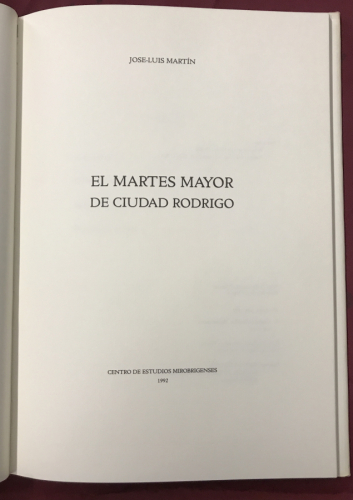 JOSE-LUIS MARTÍN
EL MARTES MAYOR
DE CIUDAD RODRIGO
CENTRO DE ESTUDIOS MIROBRIGENSES
1992